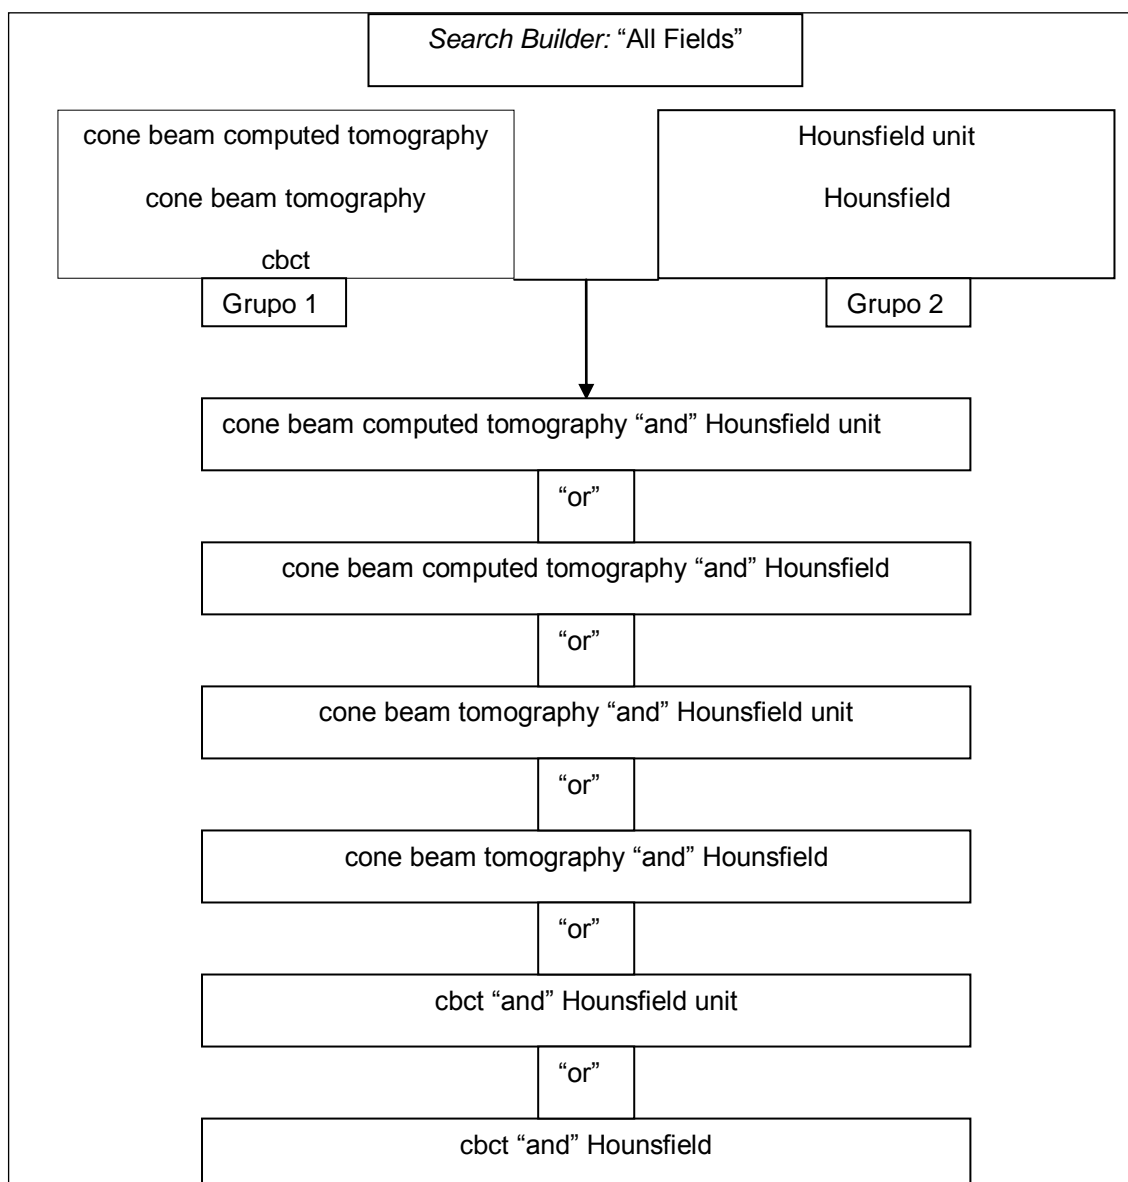 Search Builder: “All Fields”
cone beam computed tomography
cone beam tomography
cbct
Grupo 1
Hounsfield unit
Hounsfield
Grupo 2
cone beam computed tomography “and” Hounsfield unit
“or”
cone beam computed tomography “and” Hounsfield
“or”
cone beam tomography “and” Hounsfield unit
“or”
cone beam tomography “and” Hounsfield
“or”
cbct “and” Hounsfield unit
“or”
cbct “and” Hounsfield